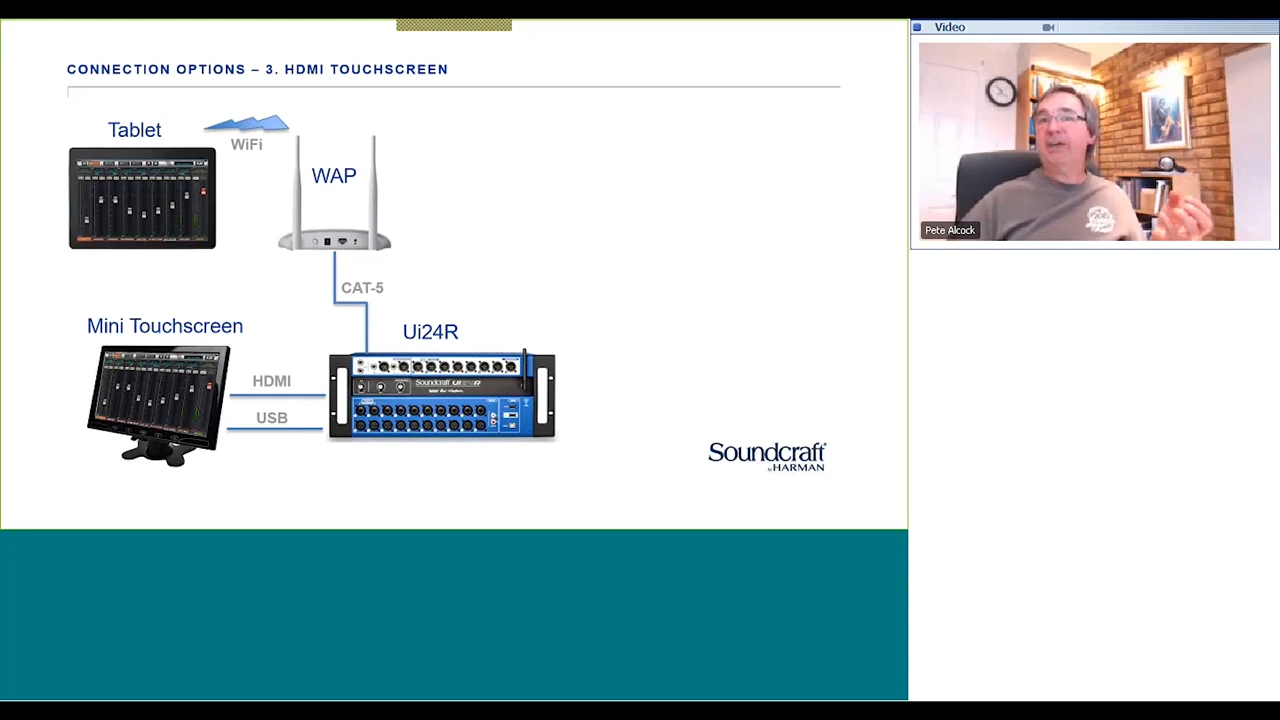 CONNECTION OPTIONS – 3. HDMI TOUCHSCREEN
Video
Tablet
WiFi
WAP
Pete Alcock
CAT-5
Mini Touchscreen
Ui24R
HDMI
USB
Soundcraft
Soundcraft
by HARMAN